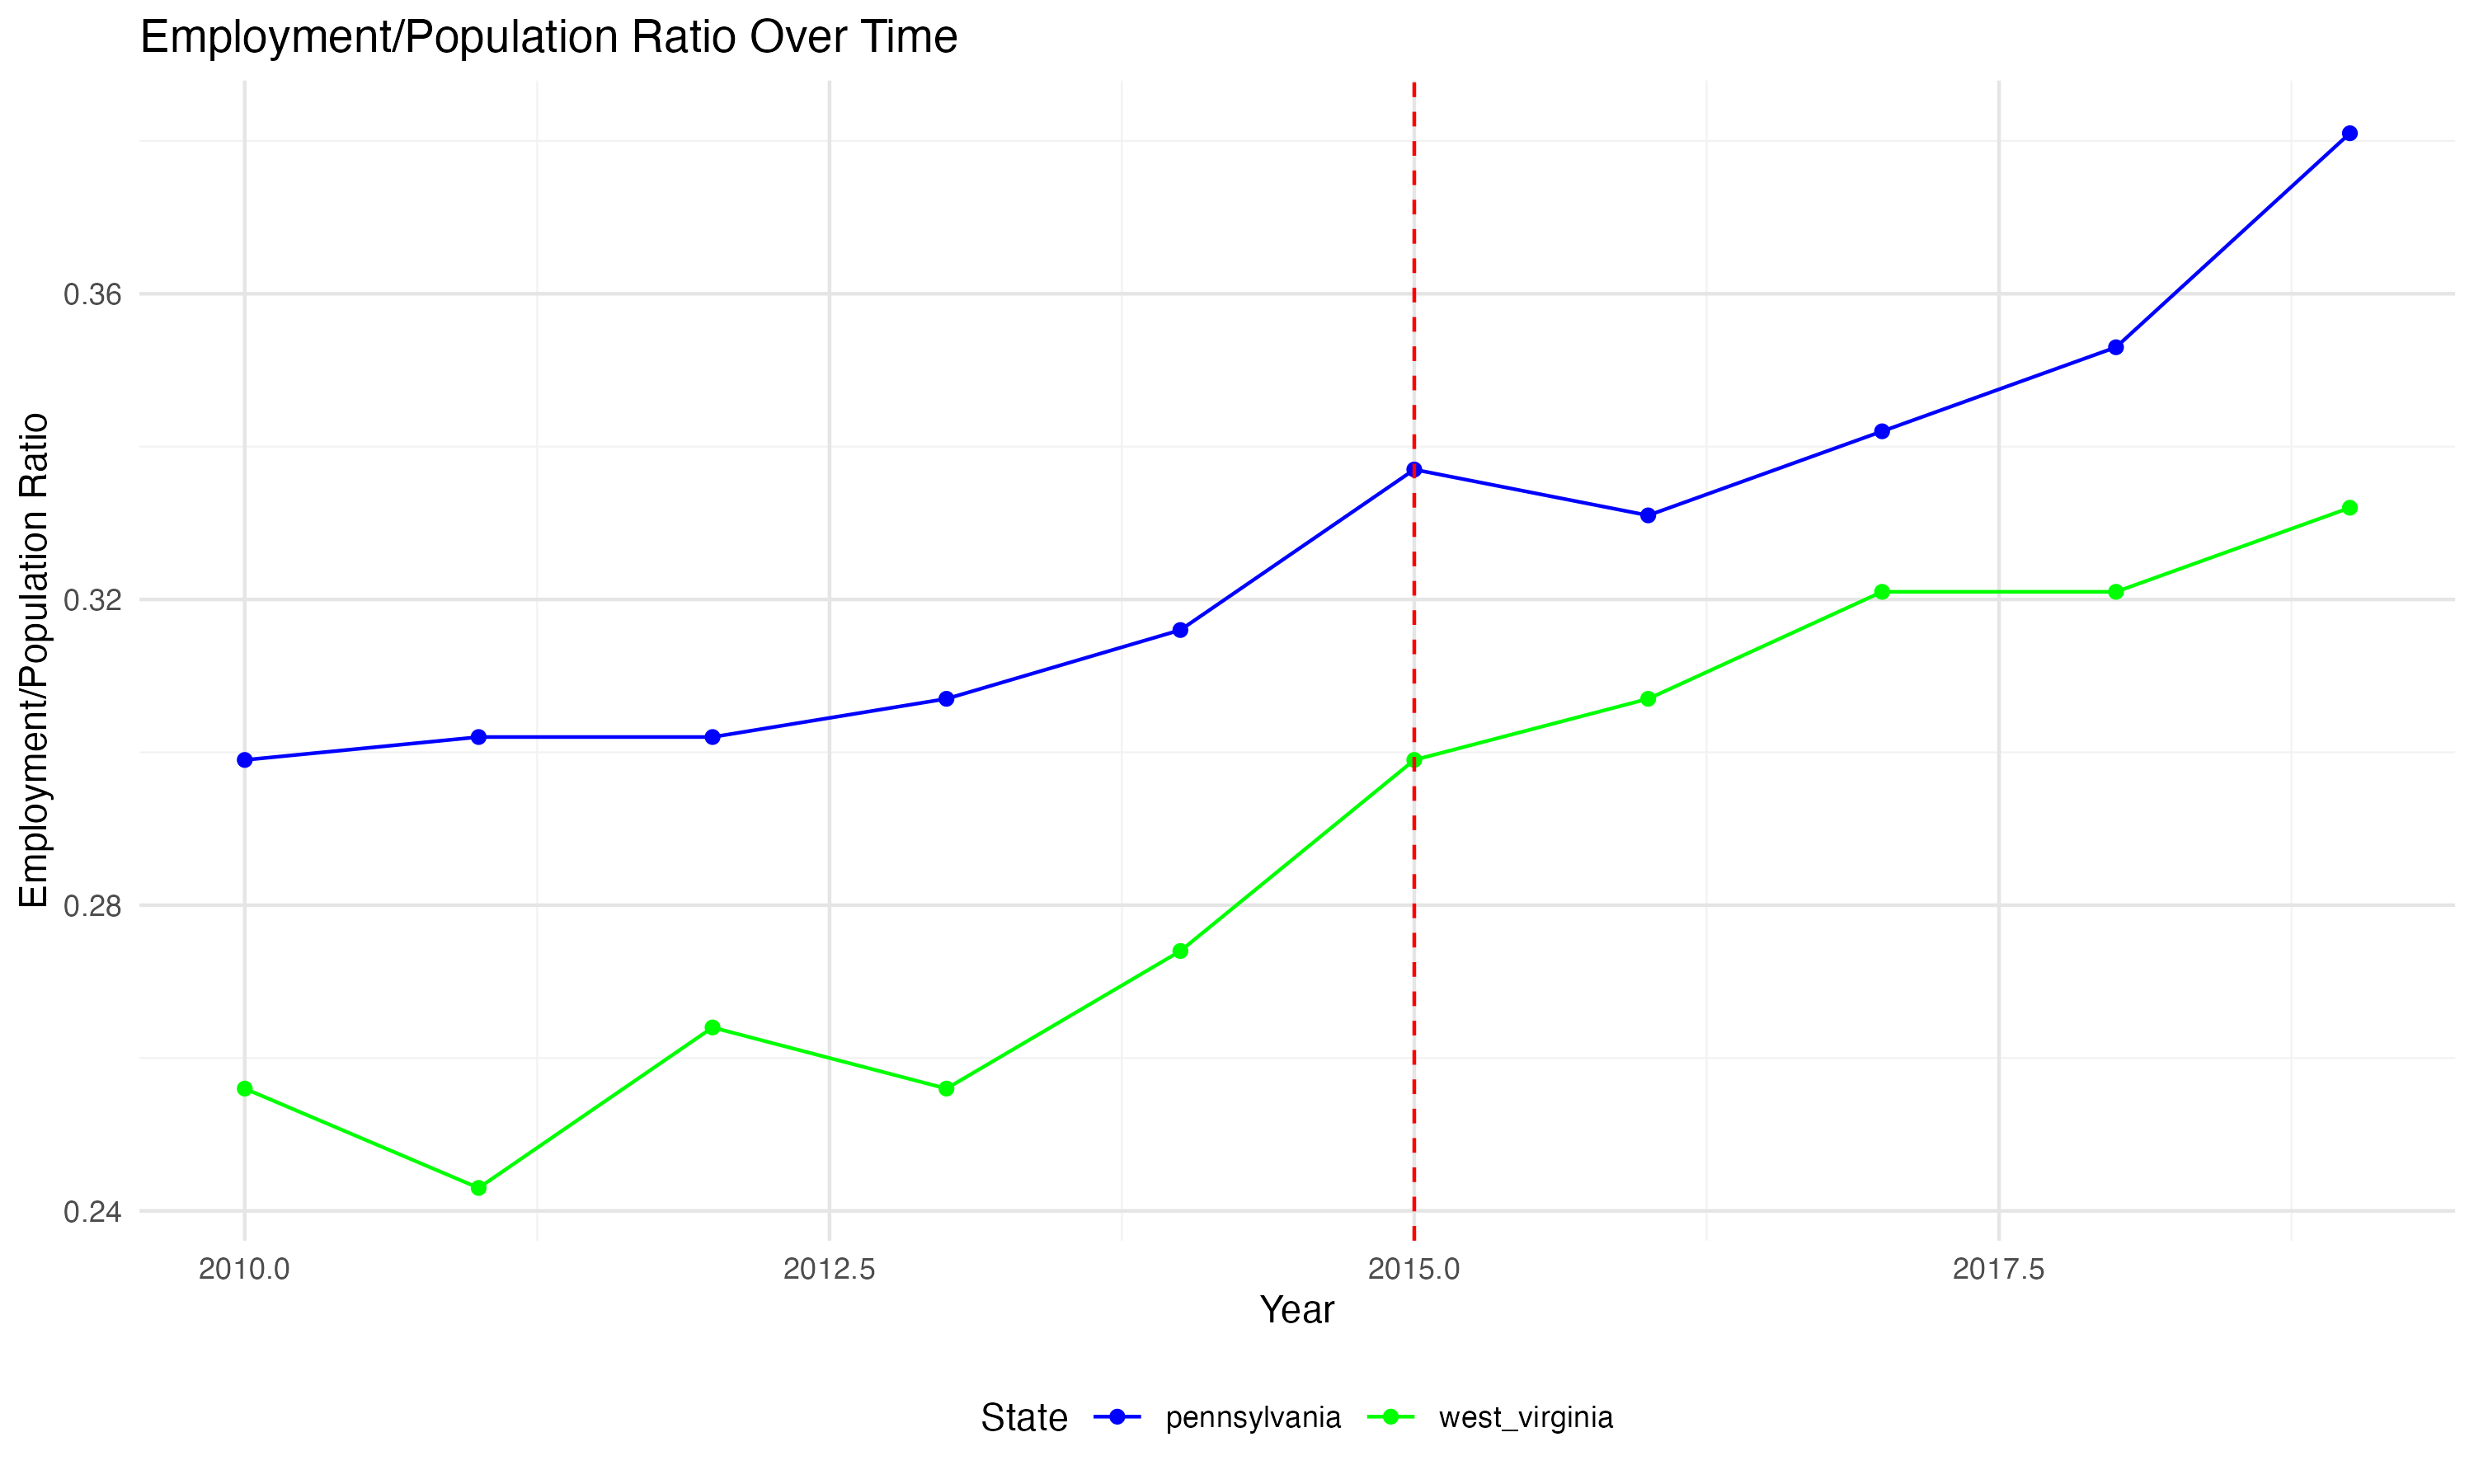 Employment/Population Ratio Over Time
Employment/Population Ratio
0.36
0.32
0.28
0.24
2010.0 2012.5 2015.0 2017.5
Year
State pennsylvania west_virginia